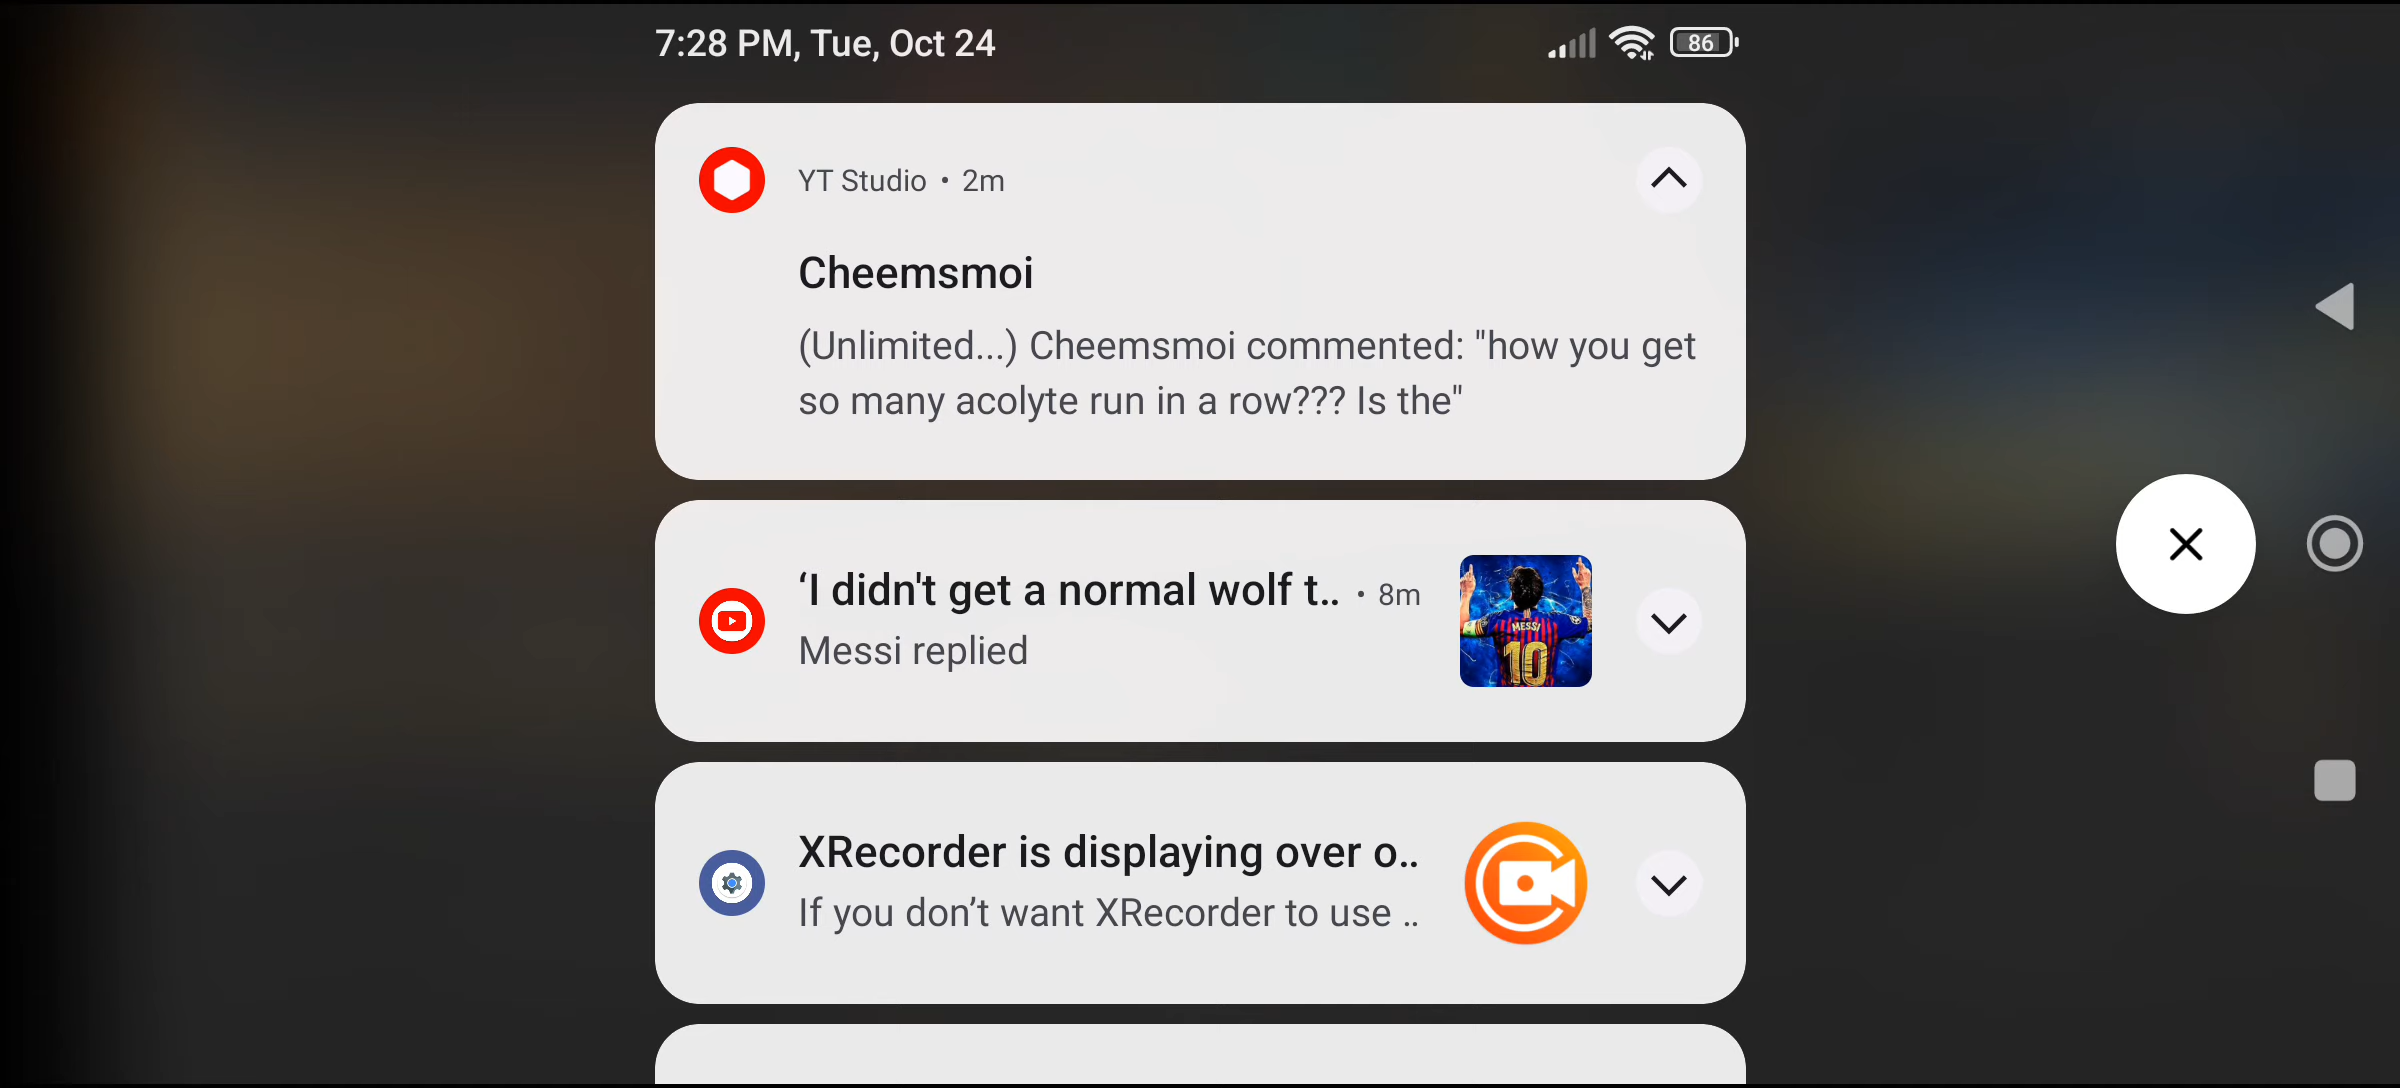 7:28 PM, Tue, Oct 24
86
YT Studio • 2m
Cheemsmoi
(Unlimited...) Cheemsmoi commented: "how you get
so many acolyte run in a row??? Is the"
‘I didn't get a normal wolf t.. • 8m
Messi replied
MESSI
10
XRecorder is displaying over o..
If you don’t want XRecorder to use ..